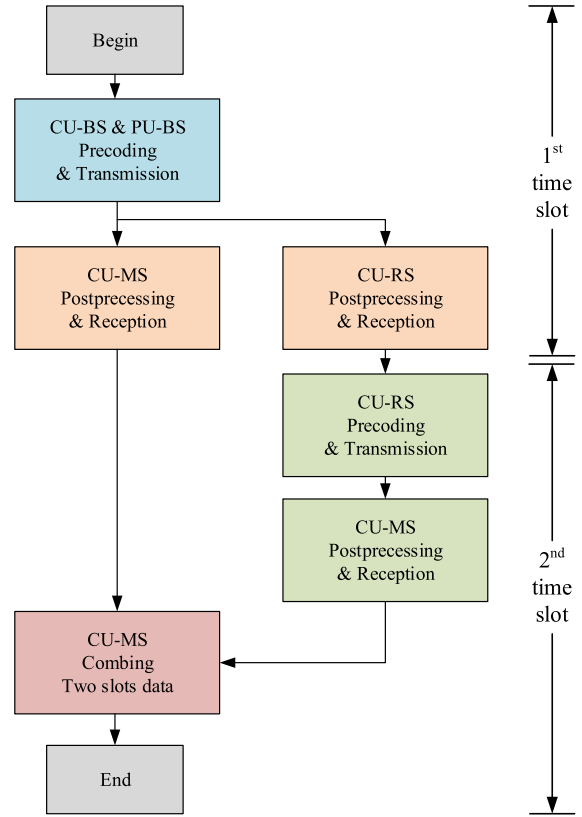 Begin
CU-BS & PU-BS
Precoding
& Transmission
1st
time
slot
CU-MS
Postprecessing
& Reception
CU-RS
Postprecessing
& Reception
CU-RS
Precoding
& Transmission
CU-MS
Postprecessing
& Reception
2nd
time
slot
CU-MS
Combing
Two slots data
End